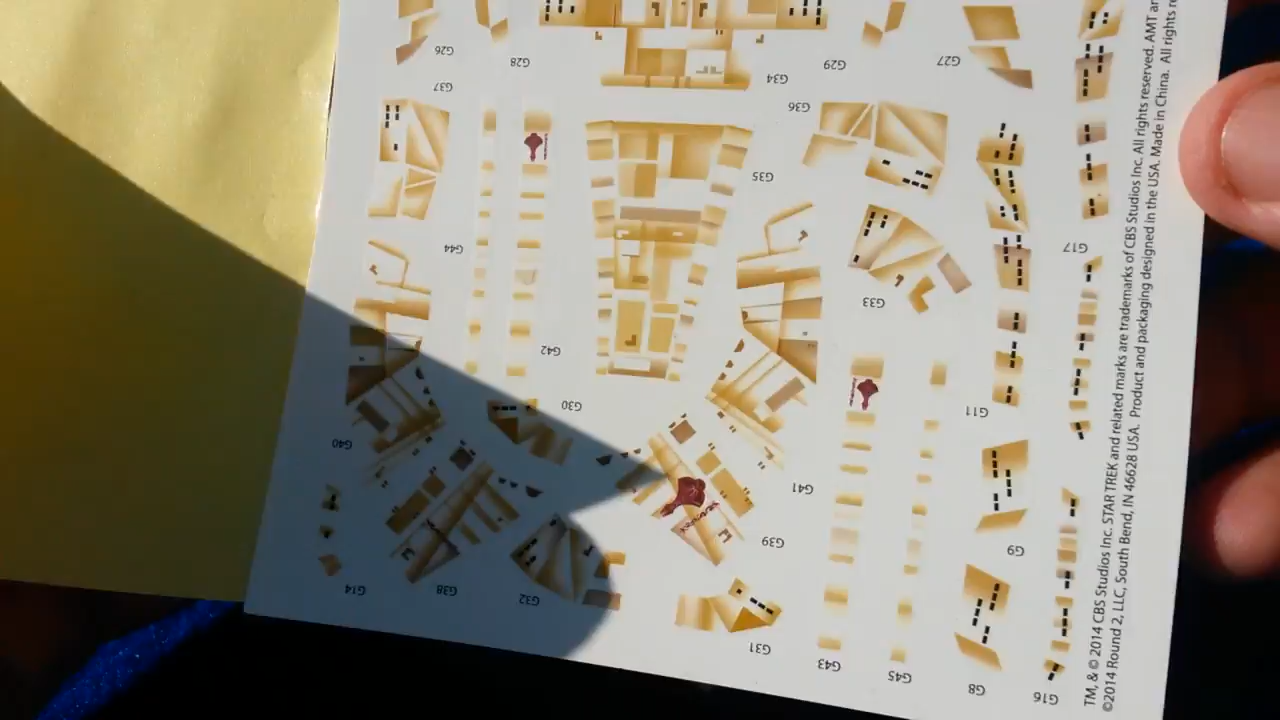 G26
G28
G29
G27
G34
G37
G36
G35
G44
G17
G33
G42
G30
G11
G40
G41
G39
G9
G14
G38
G32
G31
G43
G45
G8
G16
TM, & © 2014 CBS Studios Inc. STAR TREK and related marks are trademarks of CBS Studios Inc. All rights reserved. AMT
©2014 Round 2, LLC, South Bend, IN 46628 USA. Product and packaging designed in the USA. Made in China. All rights